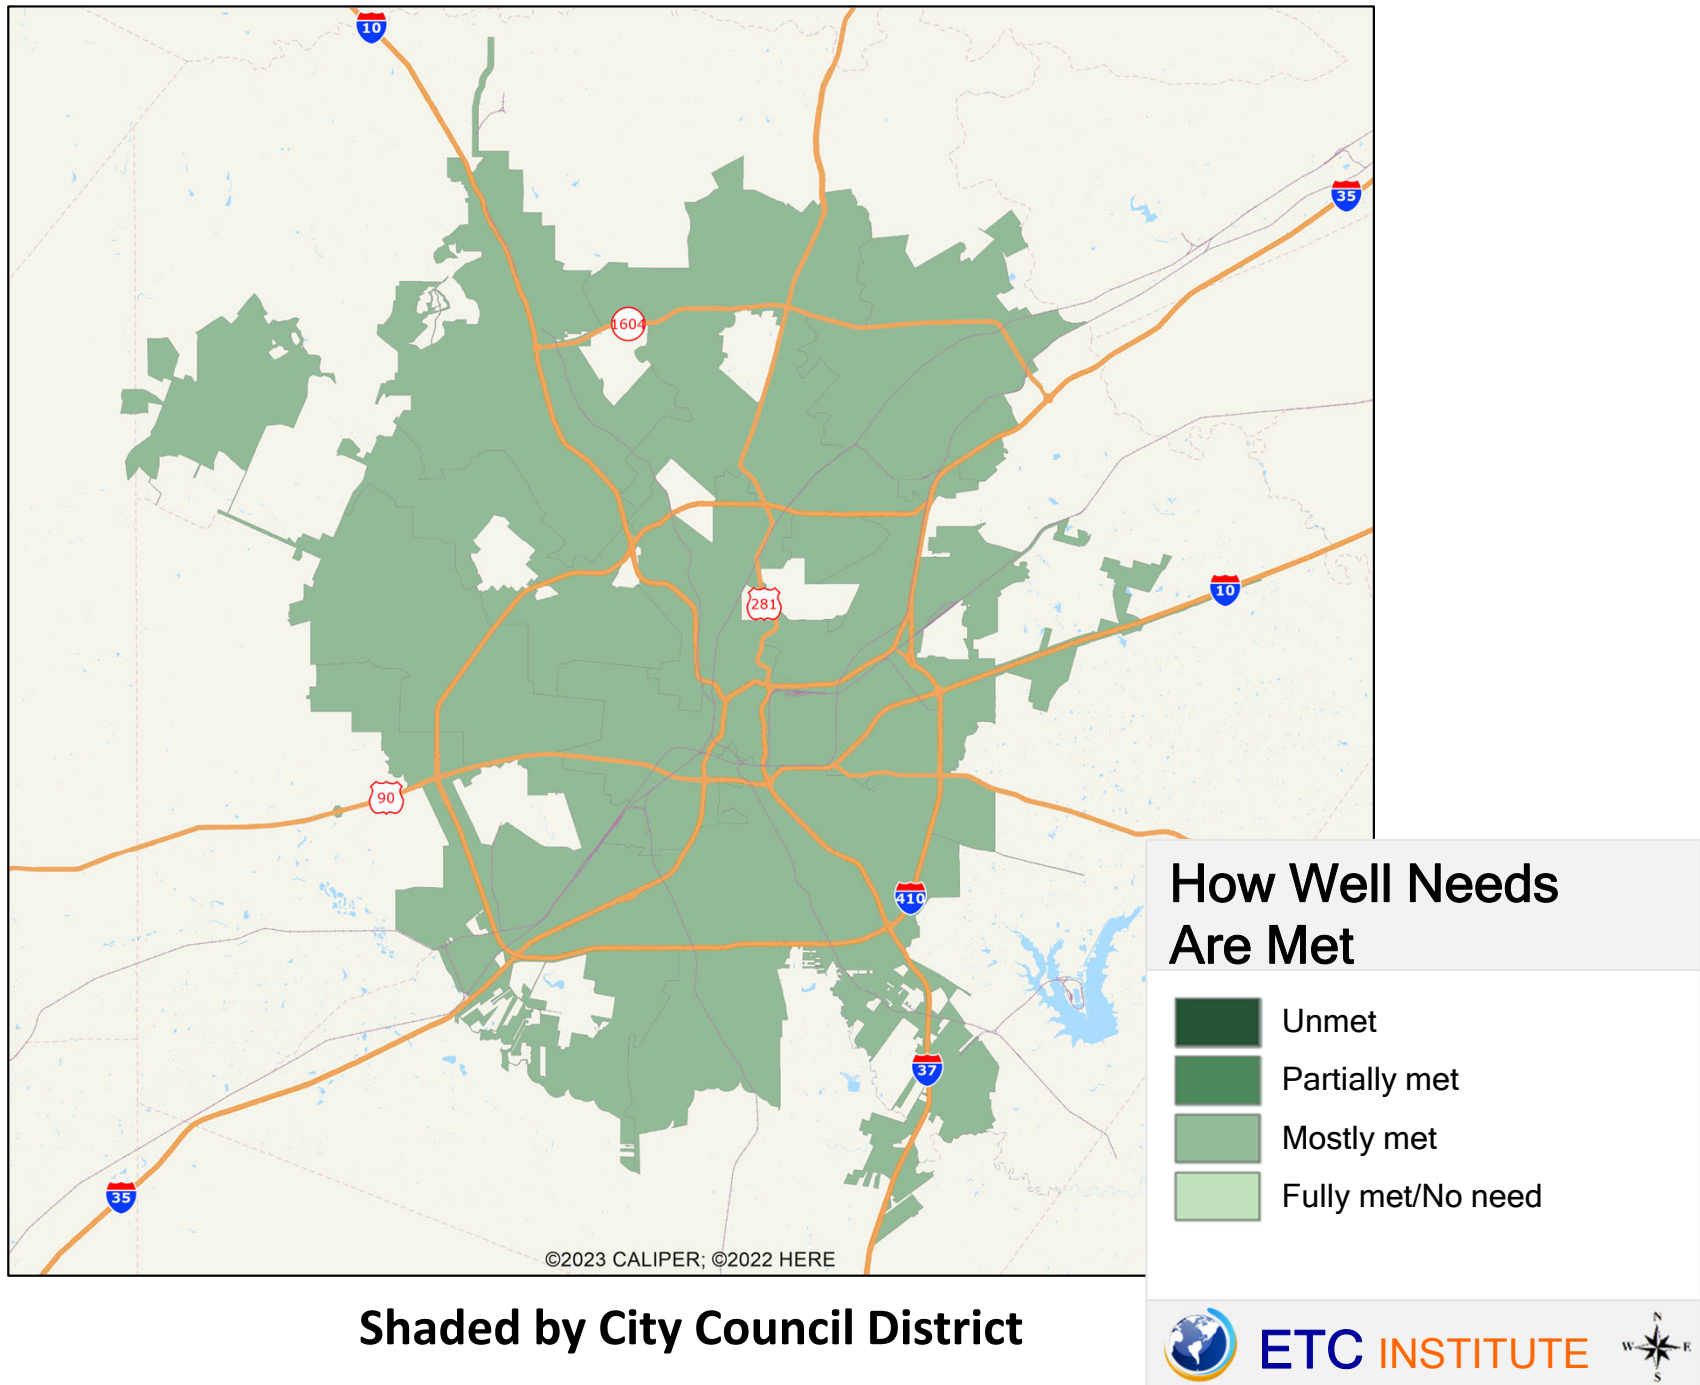 10
35
1604
10
281
90
410
37
35
©2023 CALIPER; ©2022 HERE
How Well Needs
Are Met
Unmet
Partially met
Mostly met
Fully met/No need
Shaded by City Council District
ETC INSTITUTE
N
W E
S